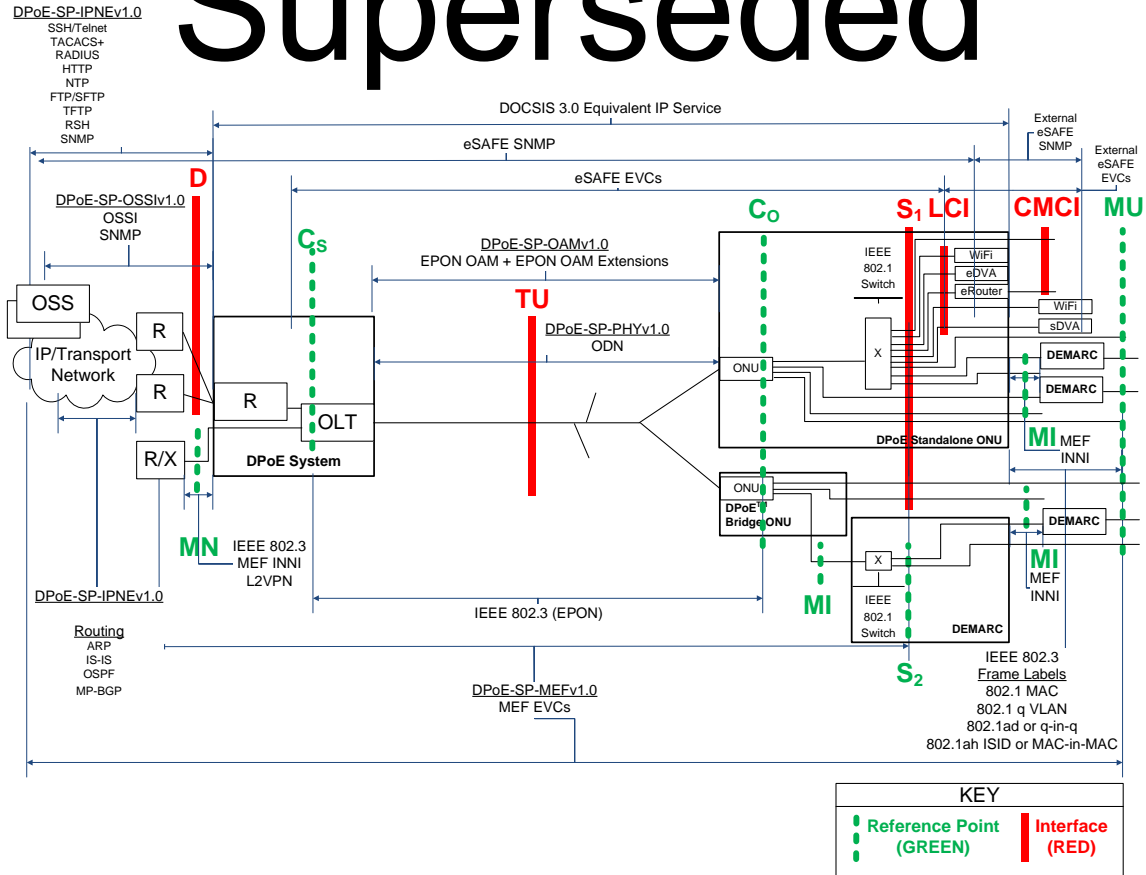 Superseded
DPoE-SP-IPNEv1.0
SSH/Telnet
TACACS+
RADIUS
HTTP
NTP
FTP/SFTP
TFTP
RSH
SNMP
DOCSIS 3.0 Equivalent IP Service
External
eSAFE
SNMP
eSAFE SNMP
External
eSAFE
EVCs
eSAFE EVCs
D
DPoE-SP-OSSIv1.0
OSSI
SNMP
CS
DPoE-SP-OAMv1.0
EPON OAM + EPON OAM Extensions
CO
S1 LCI
CMCI
MU
IEEE
802.1
Switch
WiFi
eDVA
eRouter
WiFi
sDVA
TU
DPoE-SP-PHYv1.0
ODN
OSS
IP/Transport
Network
R
R
R
OLT
R/X
DPoE System
X
ONU
DEMARC
DEMARC
DPoE Standalone ONU
MI
MEF
INNI
ONU
DPoE™
Bridge ONU
DEMARC
MN
IEEE 802.3
MEF INNI
L2VPN
X
MI
MEF
INNI
MI
IEEE
802.1
Switch
DEMARC
DPoE-SP-IPNEv1.0
IEEE 802.3 (EPON)
Routing
ARP
IS-IS
OSPF
MP-BGP
S2
DPoE-SP-MEFv1.0
MEF EVCs
IEEE 802.3
Frame Labels
802.1 MAC
802.1 q VLAN
802.1ad or q-in-q
802.1ah ISID or MAC-in-MAC
KEY
Reference Point
(GREEN)
Interface
(RED)